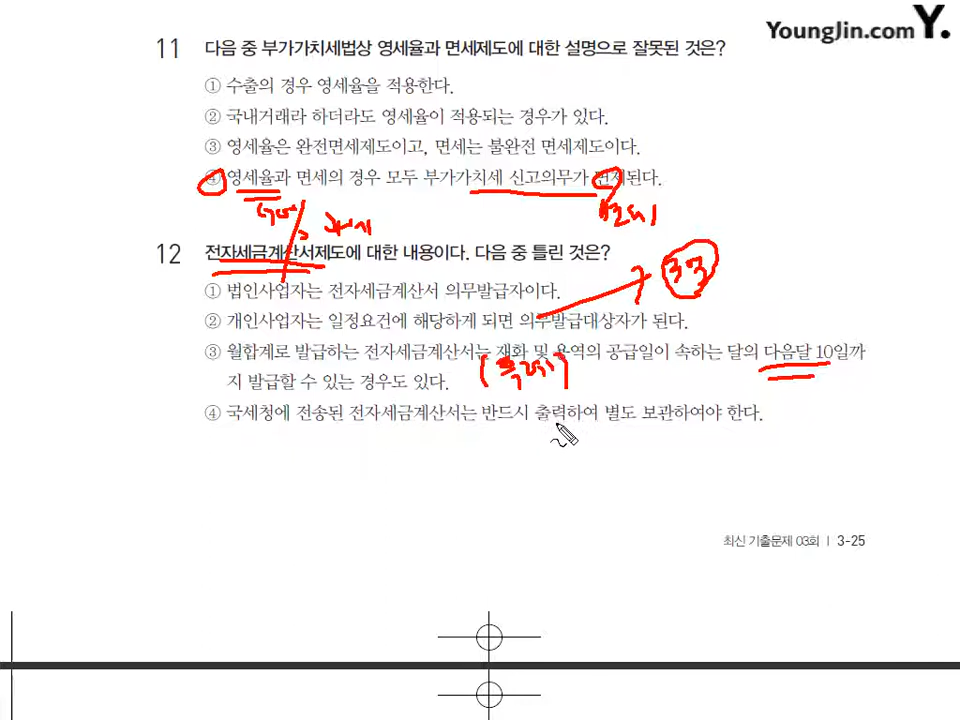 YoungJin.com Y.
11 다음 중 부가가치세법상 영세율과 면세제도에 대한 설명으로 잘못된 것은?
① 수출의 경우 영세율을 적용한다.
② 국내거래라 하더라도 영세율이 적용되는 경우가 있다.
③ 영세율은 완전면세제도이고, 면세는 불완전 면세제도이다.
④ 영세율과 면세의 경우 모두 부가가치세 신고의무가 면제된다.
12 전자세금계산서제도에 대한 내용이다. 다음 중 틀린 것은?
① 법인사업자는 전자세금계산서 의무발급자이다.
② 개인사업자는 일정요건에 해당하게 되면 의무발급대상자가 된다.
③ 월합계로 발급하는 전자세금계산서는 재화 및 용역의 공급일이 속하는 달의 다음달 10일까
지 발급할 수 있는 경우도 있다.
④ 국세청에 전송된 전자세금계산서는 반드시 출력하여 별도 보관하여야 한다.
최신 기출문제 03회 | 3-25